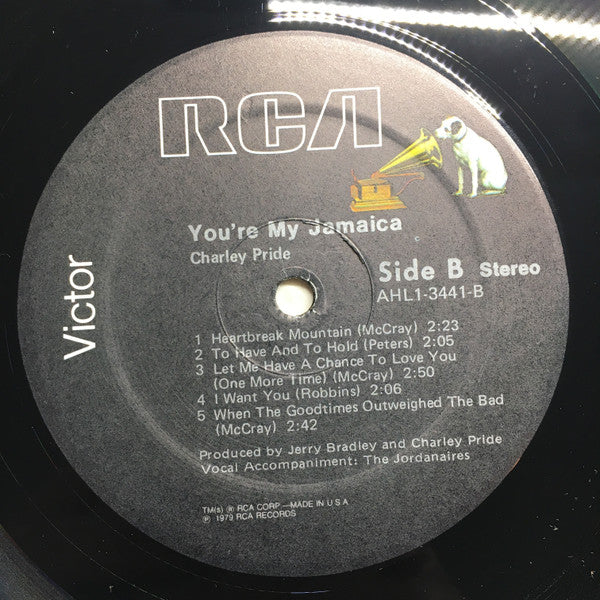 RCA
Victor
You're My Jamaica
Charley Pride
Side B Stereo
AHL1-3441-B
1 Heartbreak Mountain (McCray) 2:23
2 To Have And To Hold (Peters) 2:05
3 Let Me Have A Chance To Love You
(One More Time) (McCray) 2:50
4 I Want You (Robbins) 2:06
5 When The Goodtimes Outweighed The Bad
(McCray) 2:42
Produced by Jerry Bradley and Charley Pride
Vocal Accompaniment: The Jordanaires
TM(s) ® RCA CORP.—MADE IN U S A
℗ 1979 RCA RECORDS